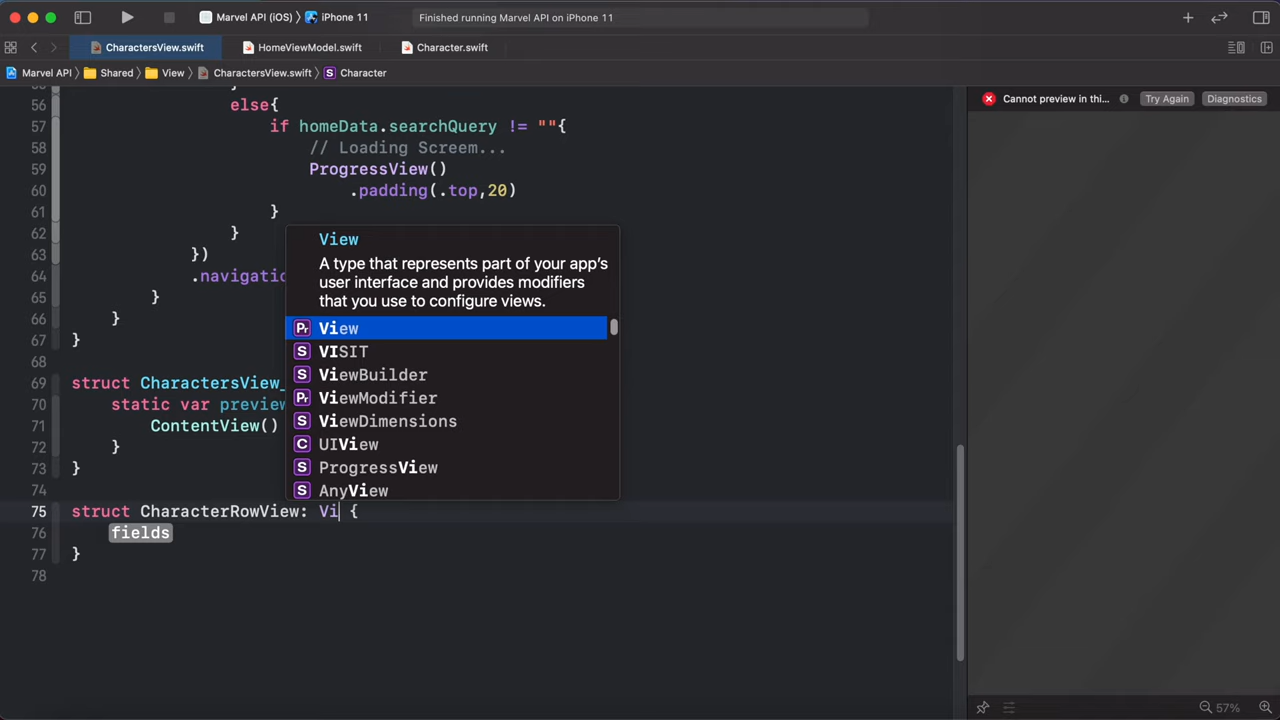 Marvel API (iOS) › iPhone 11
Finished running Marvel API on iPhone 11
CharactersView.swift
HomeViewModel.swift
Character.swift
Marvel API › Shared › View › CharactersView.swift › S Character
Cannot preview in thi...
Try Again
Diagnostics
56 else{
57 if homeData.searchQuery != ""{
58 // Loading Screem...
59 ProgressView()
60 .padding(.top,20)
61 }
62 }
63 })
64 .navigatio
65 }
66 }
67 }
68
69 struct CharactersView_
70 static var preview
71 ContentView()
72 }
73 }
74
75 struct CharacterRowView: Vi {
76 fields
77 }
78
View
A type that represents part of your app’s
user interface and provides modifiers
that you use to configure views.
Pr View
S VISIT
S ViewBuilder
Pr ViewModifier
S ViewDimensions
C UIView
S ProgressView
S AnyView
57%